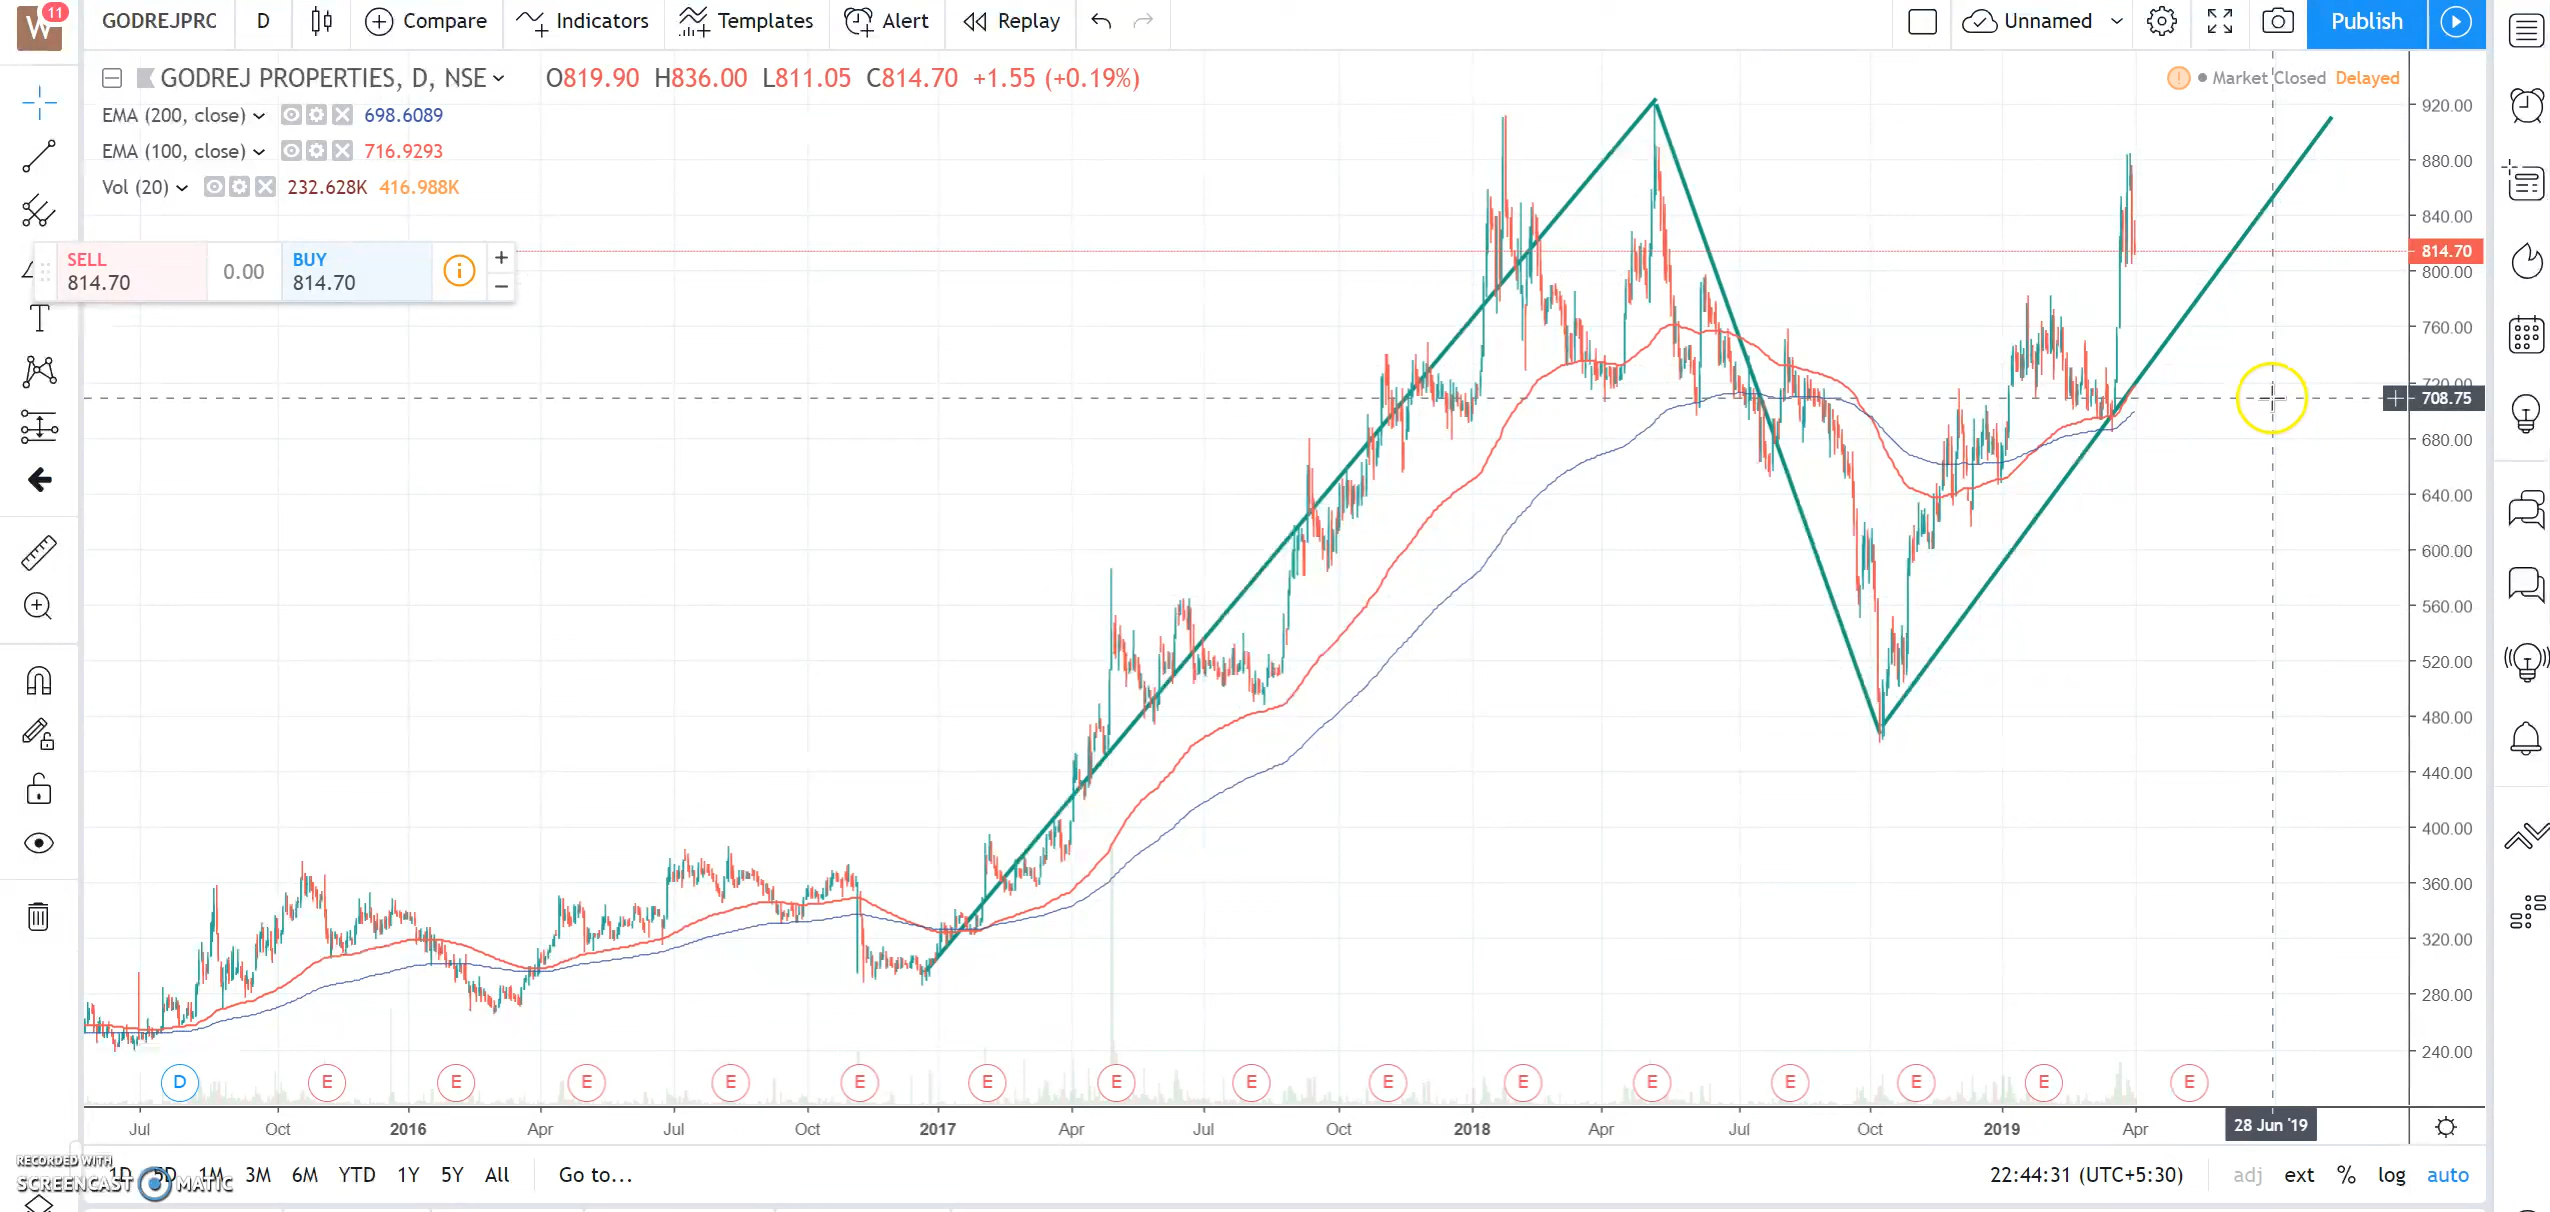 W 11
GODREJPRC D Compare Indicators Templates Alert Replay Unnamed Publish
GODREJ PROPERTIES, D, NSE O819.90 H836.00 L811.05 C814.70 +1.55 (+0.19%)
! Market Closed Delayed
EMA (200, close) 698.6089
EMA (100, close) 716.9293
Vol (20) 232.628K 416.988K
SELL
814.70
0.00
BUY
814.70
i
+
−
T
920.00
880.00
840.00
814.70
800.00
760.00
720.00
708.75
680.00
640.00
600.00
560.00
520.00
480.00
440.00
400.00
360.00
320.00
280.00
240.00
D E E E E E E E E E E E E E E E
Jul Oct 2016 Apr Jul Oct 2017 Apr Jul Oct 2018 Apr Jul Oct 2019 Apr 28 Jun '19
1D 5D 1M 3M 6M YTD 1Y 5Y All Go to... 22:44:31 (UTC+5:30) adj ext % log auto
RECORDED WITH
SCREENCAST MATIC